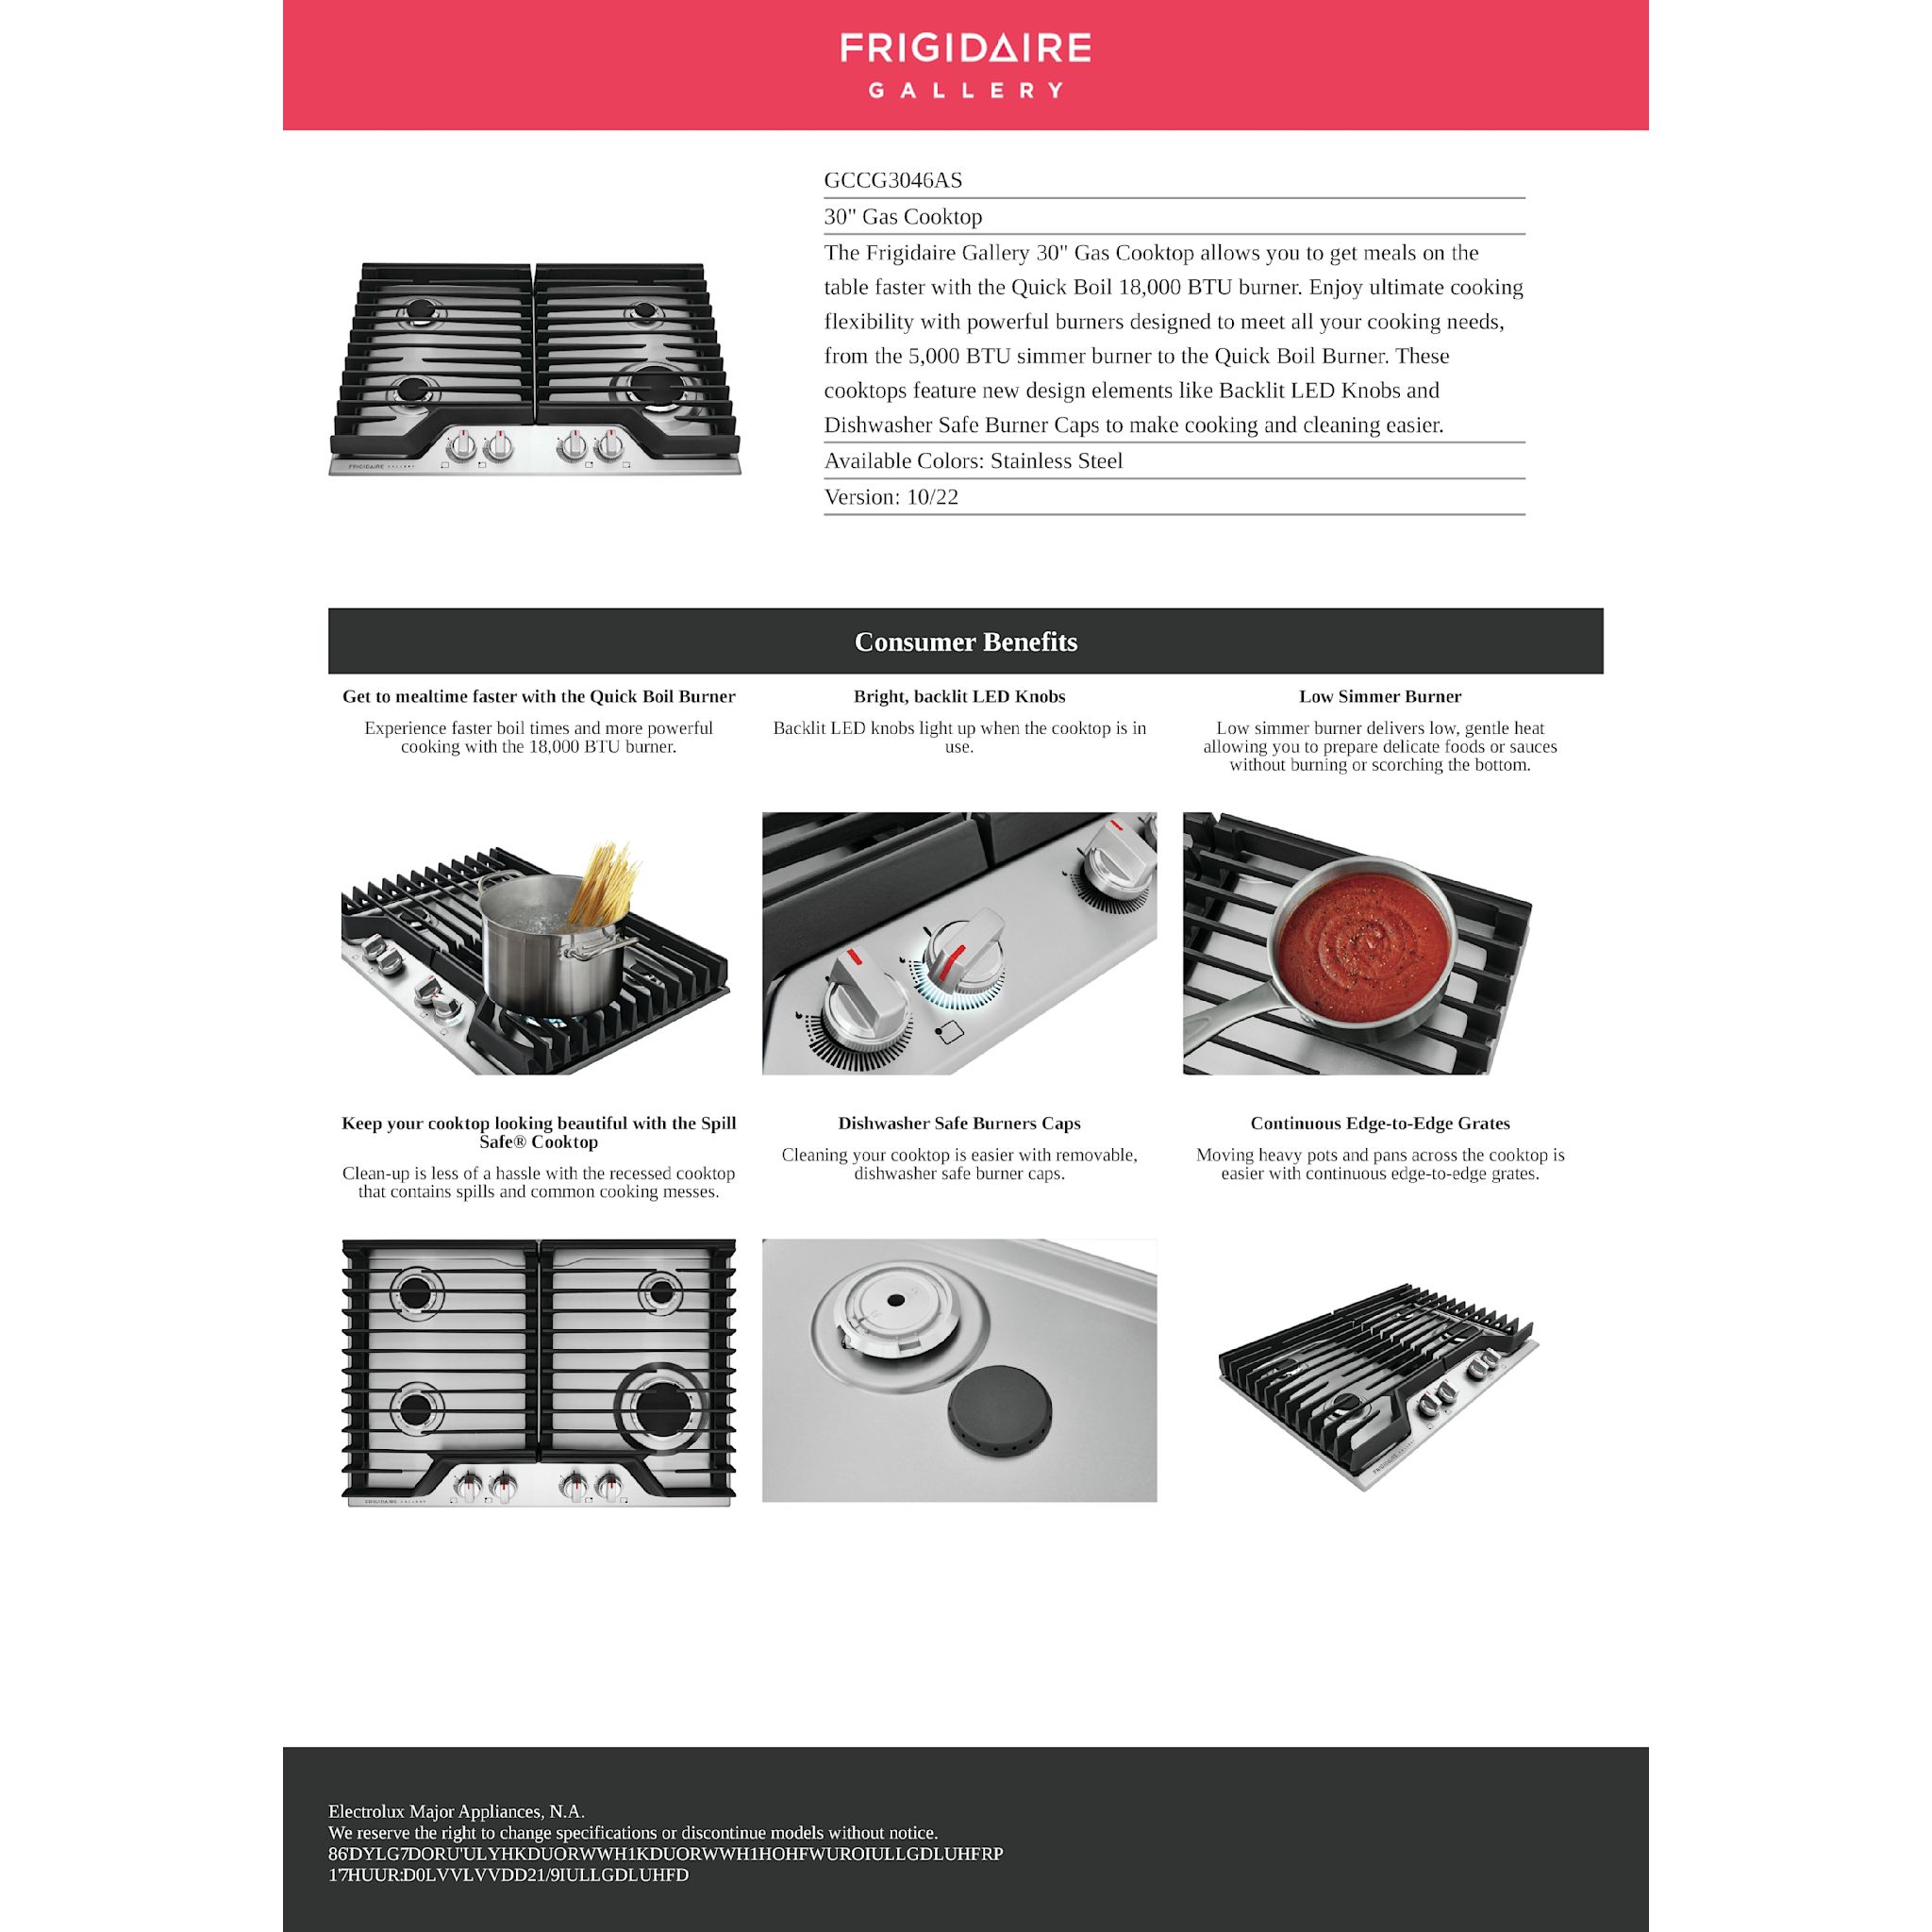 FRIGIDAIRE
GALLERY
GCCG3046AS
30" Gas Cooktop
The Frigidaire Gallery 30" Gas Cooktop allows you to get meals on the
table faster with the Quick Boil 18,000 BTU burner. Enjoy ultimate cooking
flexibility with powerful burners designed to meet all your cooking needs,
from the 5,000 BTU simmer burner to the Quick Boil Burner. These
cooktops feature new design elements like Backlit LED Knobs and
Dishwasher Safe Burner Caps to make cooking and cleaning easier.
Available Colors: Stainless Steel
Version: 10/22
FRIGIDAIRE GALLERY
Consumer Benefits
Get to mealtime faster with the Quick Boil Burner
Experience faster boil times and more powerful
cooking with the 18,000 BTU burner.
Bright, backlit LED Knobs
Backlit LED knobs light up when the cooktop is in
use.
Low Simmer Burner
Low simmer burner delivers low, gentle heat
allowing you to prepare delicate foods or sauces
without burning or scorching the bottom.
Keep your cooktop looking beautiful with the Spill
Safe® Cooktop
Clean-up is less of a hassle with the recessed cooktop
that contains spills and common cooking messes.
Dishwasher Safe Burners Caps
Cleaning your cooktop is easier with removable,
dishwasher safe burner caps.
Continuous Edge-to-Edge Grates
Moving heavy pots and pans across the cooktop is
easier with continuous edge-to-edge grates.
FRIGIDAIRE GALLERY
FRIGIDAIRE GALLERY
Electrolux Major Appliances, N.A.
We reserve the right to change specifications or discontinue models without notice.
86'DYLG7DORU'ULYHKDUORWWH1KDUORWWH1HOHFWUROIULLGDLUHFRP
17HUUR:D0LVVLVVDD21/9IULLGDLUHFD